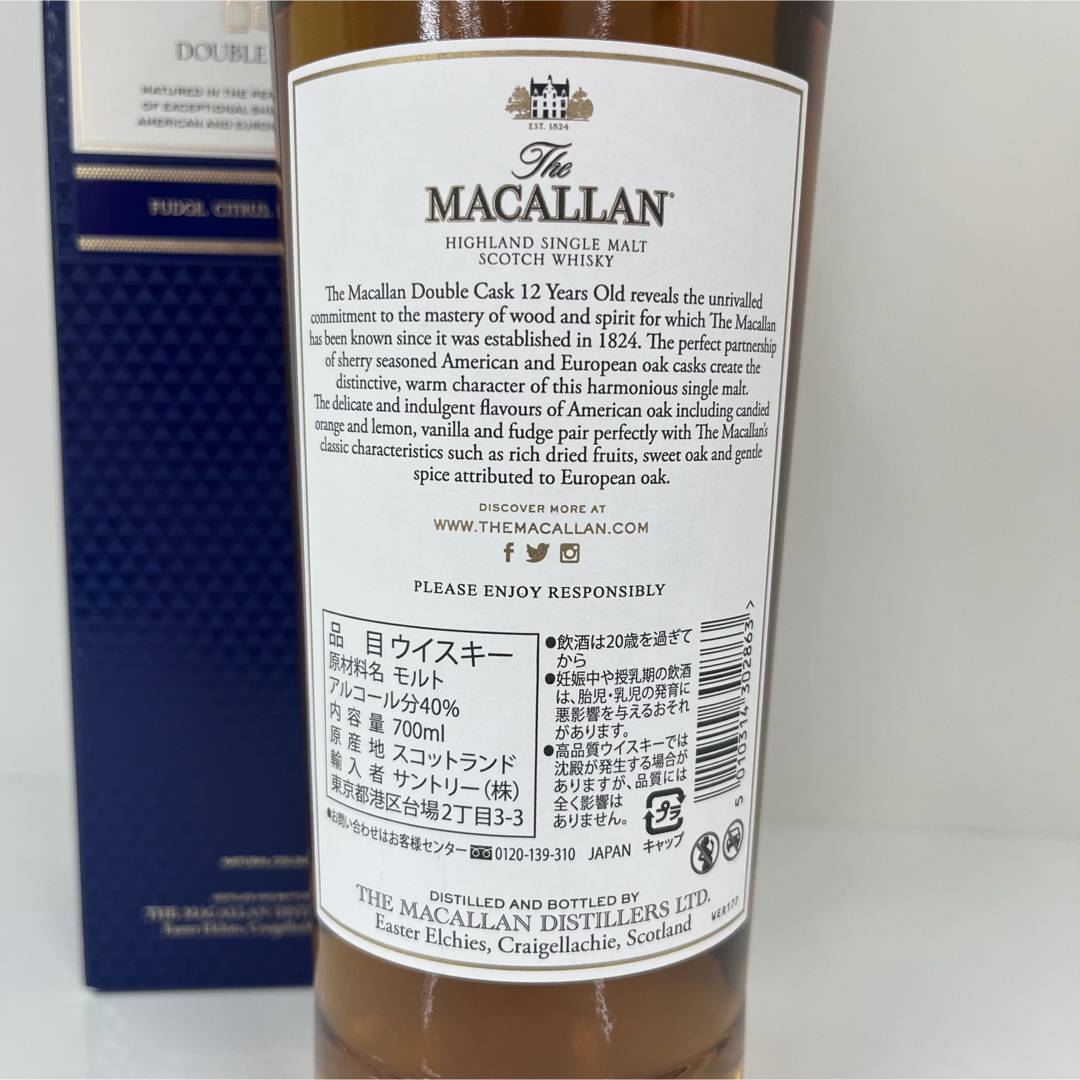 DOUBLE
MATURED IN THE
OF EXCEPTIONAL
AMERICAN AND
FUDGE, CITRUS,
EST. 1824
The
MACALLAN
HIGHLAND SINGLE MALT
SCOTCH WHISKY
The Macallan Double Cask 12 Years Old reveals the unrivalled
commitment to the mastery of wood and spirit for which The Macallan
has been known since it was established in 1824. The perfect partnership
of sherry seasoned American and European oak casks create the
distinctive, warm character of this harmonious single malt.
The delicate and indulgent flavours of American oak including candied
orange and lemon, vanilla and fudge pair perfectly with The Macallan's
classic characteristics such as rich dried fruits, sweet oak and gentle
spice attributed to European oak.
DISCOVER MORE AT
WWW.THEMACALLAN.COM
PLEASE ENJOY RESPONSIBLY
品 目 ウイスキー
原材料名 モルト
アルコール分40%
内容量 700ml
原産地 スコットランド
輸入者 サントリー(株)
東京都港区台場2丁目3-3
●お問い合わせはお客様センター 0120-139-310 JAPAN
●飲酒は20歳を過ぎて
から
●妊娠中や授乳期の飲酒
は、胎児・乳児の発育に
悪影響を与えるおそれ
があります。
●高品質ウイスキーでは
沈殿が発生する場合が
ありますが、品質には
全く影響は
ありません。
プラ
キャップ
5 010314 302863 >
DISTILLED AND BOTTLED BY
THE MACALLAN DISTILLERS LTD.
Easter Elchies, Craigellachie, Scotland
WER177
THE MACALLAN
Easter Elchies,